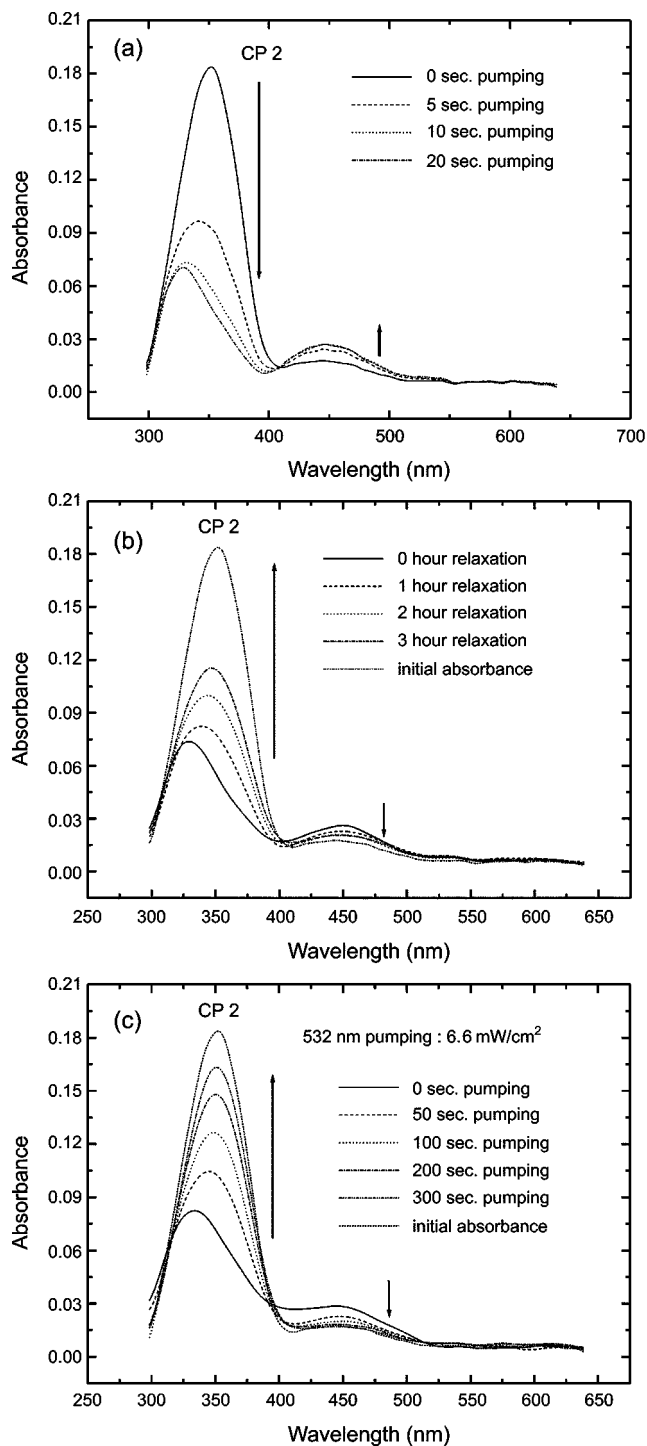 (a)
CP 2
0 sec. pumping
5 sec. pumping
10 sec. pumping
20 sec. pumping
Absorbance
0.21
0.18
0.15
0.12
0.09
0.06
0.03
0.00
300 400 500 600 700
Wavelength (nm)
(b)
CP 2
0 hour relaxation
1 hour relaxation
2 hour relaxation
3 hour relaxation
initial absorbance
Absorbance
0.21
0.18
0.15
0.12
0.09
0.06
0.03
0.00
250 300 350 400 450 500 550 600 650
Wavelength (nm)
(c)
CP 2
532 nm pumping : 6.6 mW/cm²
0 sec. pumping
50 sec. pumping
100 sec. pumping
200 sec. pumping
300 sec. pumping
initial absorbance
Absorbance
0.21
0.18
0.15
0.12
0.09
0.06
0.03
0.00
250 300 350 400 450 500 550 600 650
Wavelength (nm)